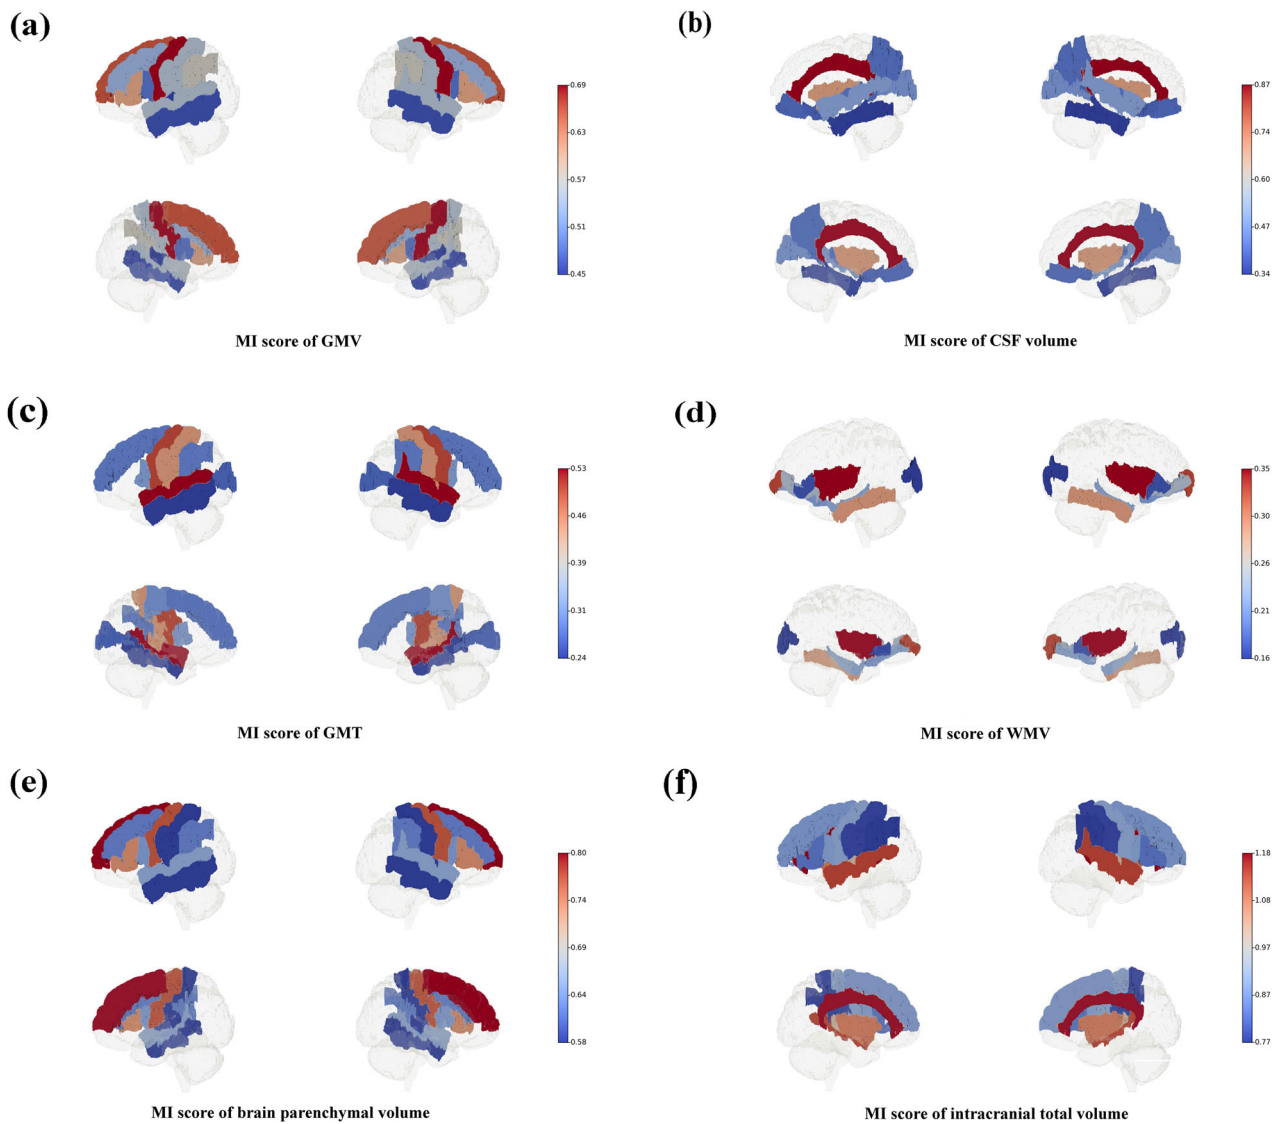 (a)
(b)
0.69
0.63
0.57
0.51
0.45
0.87
0.74
0.60
0.47
0.34
MI score of GMV
MI score of CSF volume
(c)
(d)
0.53
0.46
0.39
0.31
0.24
0.35
0.30
0.26
0.21
0.16
MI score of GMT
MI score of WMV
(e)
(f)
0.80
0.74
0.69
0.64
0.58
1.18
1.08
0.97
0.87
0.77
MI score of brain parenchymal volume
MI score of intracranial total volume